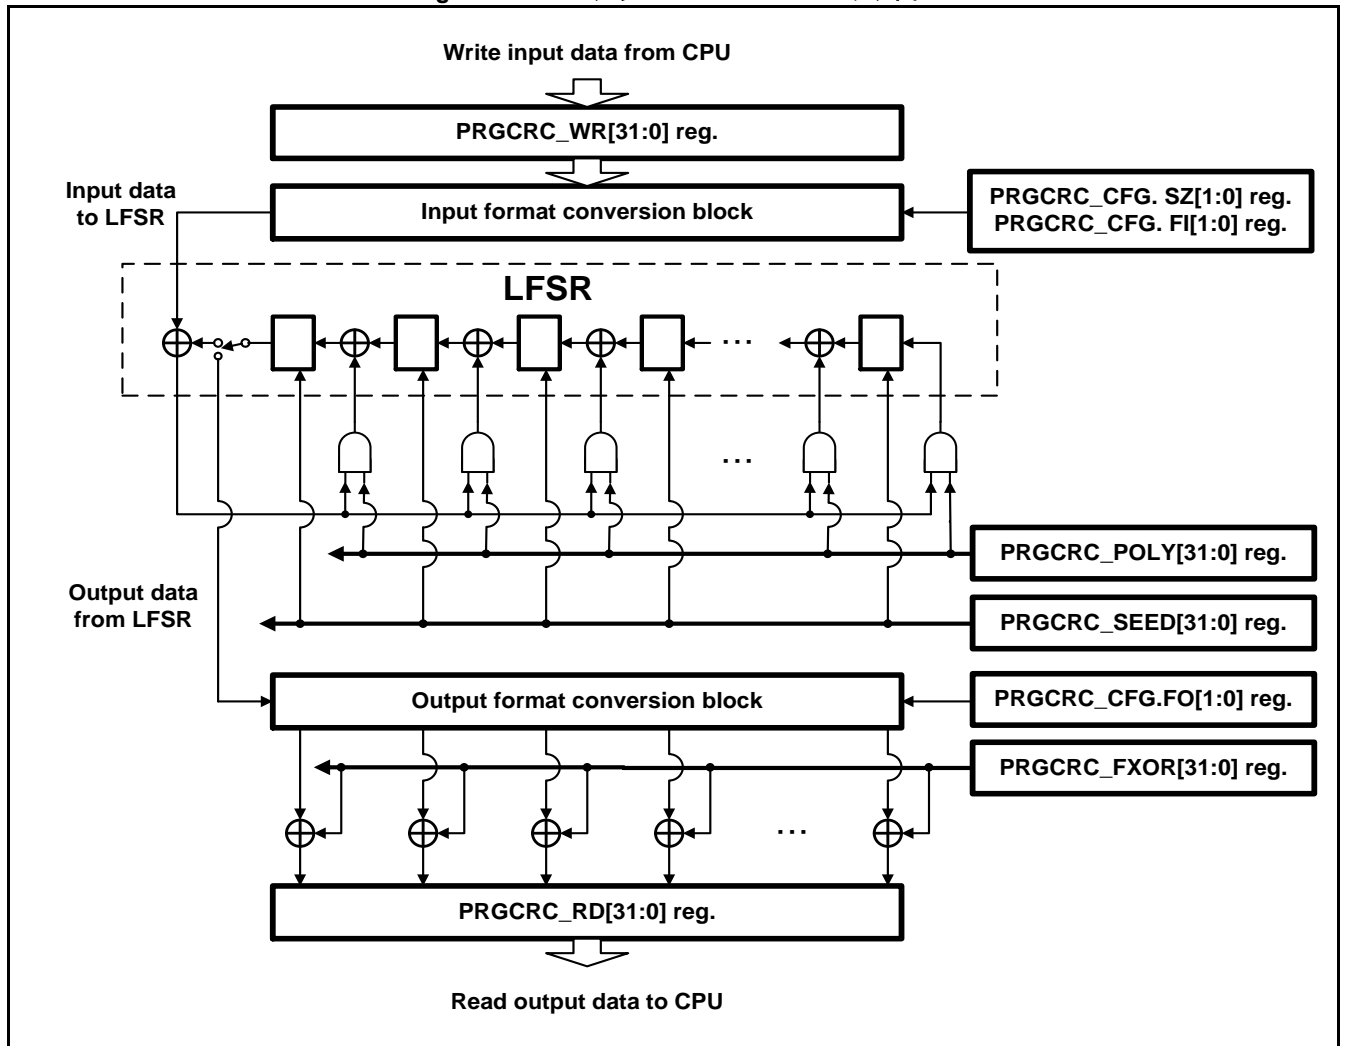 Write input data from CPU
PRGCRC_WR[31:0] reg.
Input data
to LFSR
Input format conversion block
PRGCRC_CFG. SZ[1:0] reg.
PRGCRC_CFG. FI[1:0] reg.
LFSR
...
...
PRGCRC_POLY[31:0] reg.
Output data
from LFSR
PRGCRC_SEED[31:0] reg.
Output format conversion block
PRGCRC_CFG.FO[1:0] reg.
PRGCRC_FXOR[31:0] reg.
...
PRGCRC_RD[31:0] reg.
Read output data to CPU